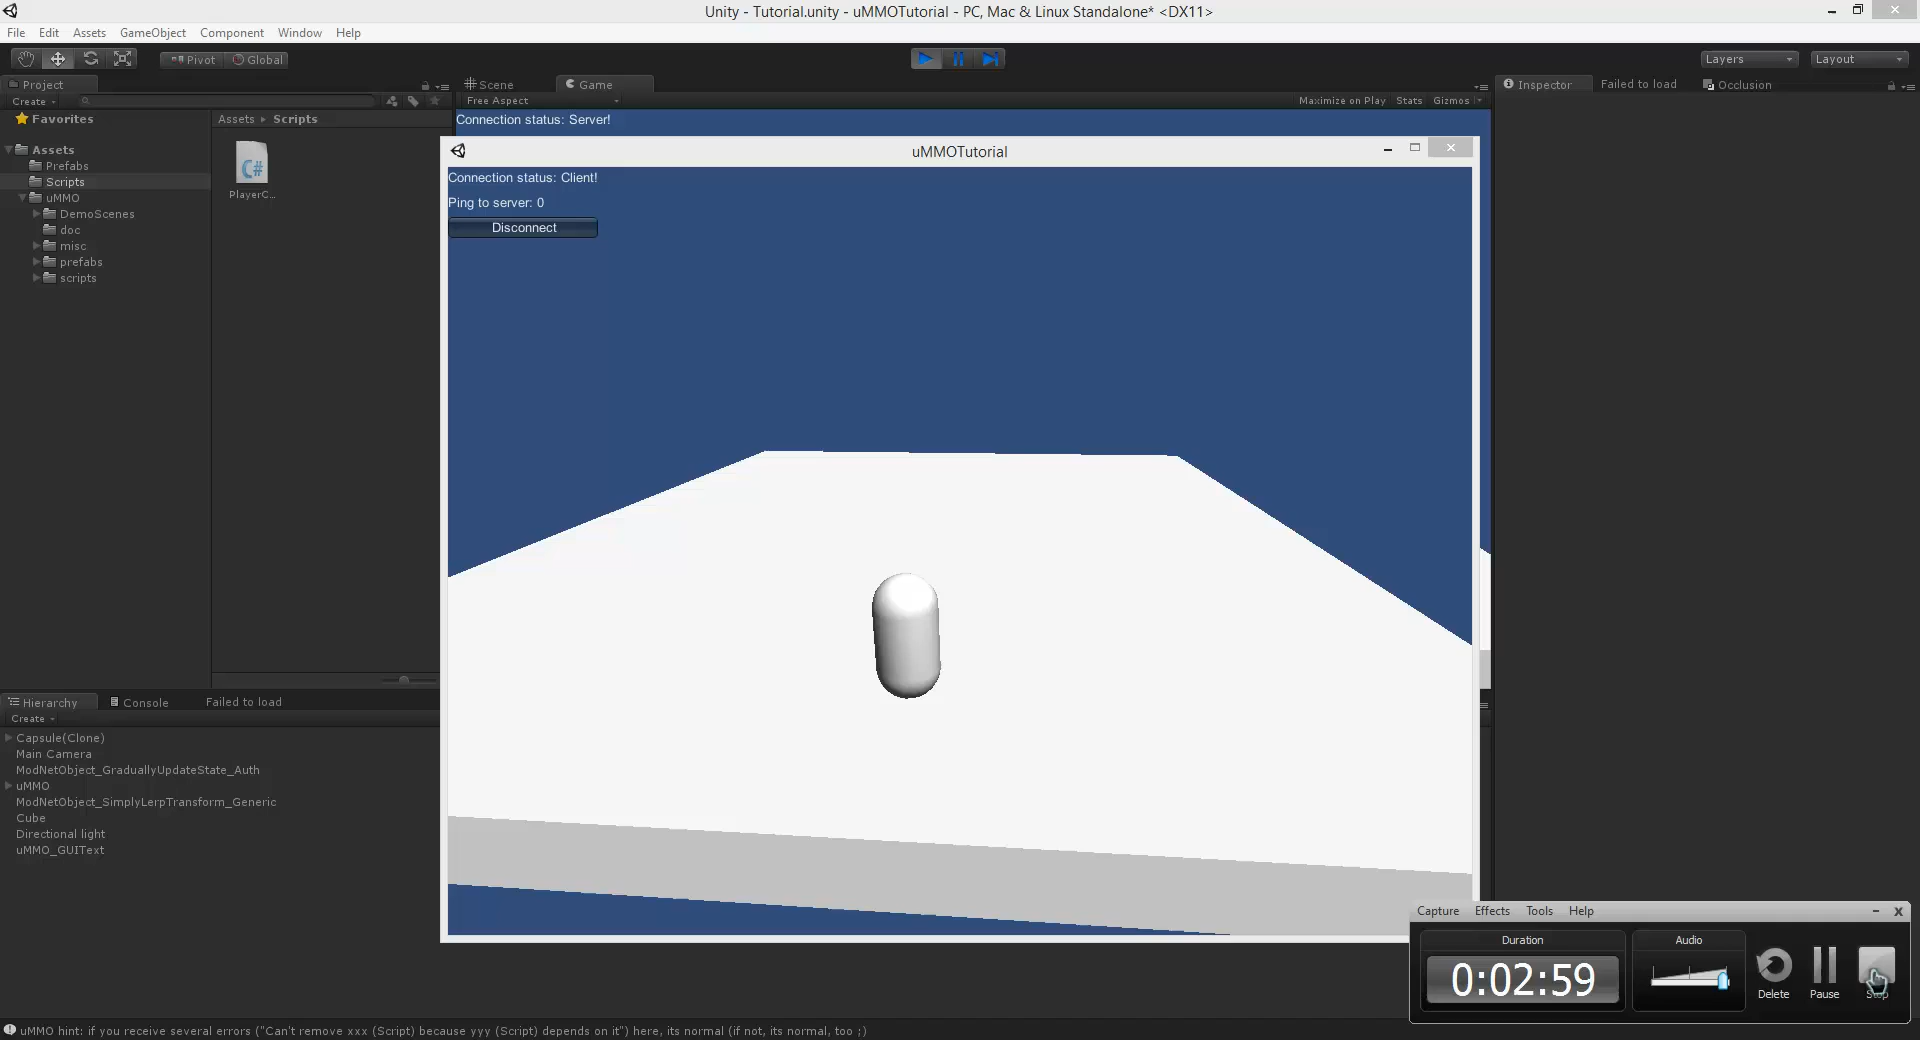 Unity - Tutorial.unity - uMMOTutorial - PC, Mac & Linux Standalone* <DX11>
File Edit Assets GameObject Component Window Help
Pivot Global Layers Layout
Project Scene Game Inspector Failed to load Occlusion
Create Free Aspect Maximize on Play Stats Gizmos
Favorites Assets Scripts Connection status: Server!
Assets
Prefabs
Scripts
uMMO
DemoScenes
doc
misc
prefabs
scripts
C#
PlayerC...
uMMOTutorial
Connection status: Client!
Ping to server: 0
Disconnect
Hierarchy Console Failed to load
Create
Capsule(Clone)
Main Camera
ModNetObject_GraduallyUpdateState_Auth
uMMO
ModNetObject_SimplyLerpTransform_Generic
Cube
Directional light
uMMO_GUIText
Capture Effects Tools Help
Duration Audio
0:02:59
Delete Pause Stop
uMMO hint: if you receive several errors ("Can't remove xxx (Script) because yyy (Script) depends on it") here, its normal (if not, its normal, too ;)